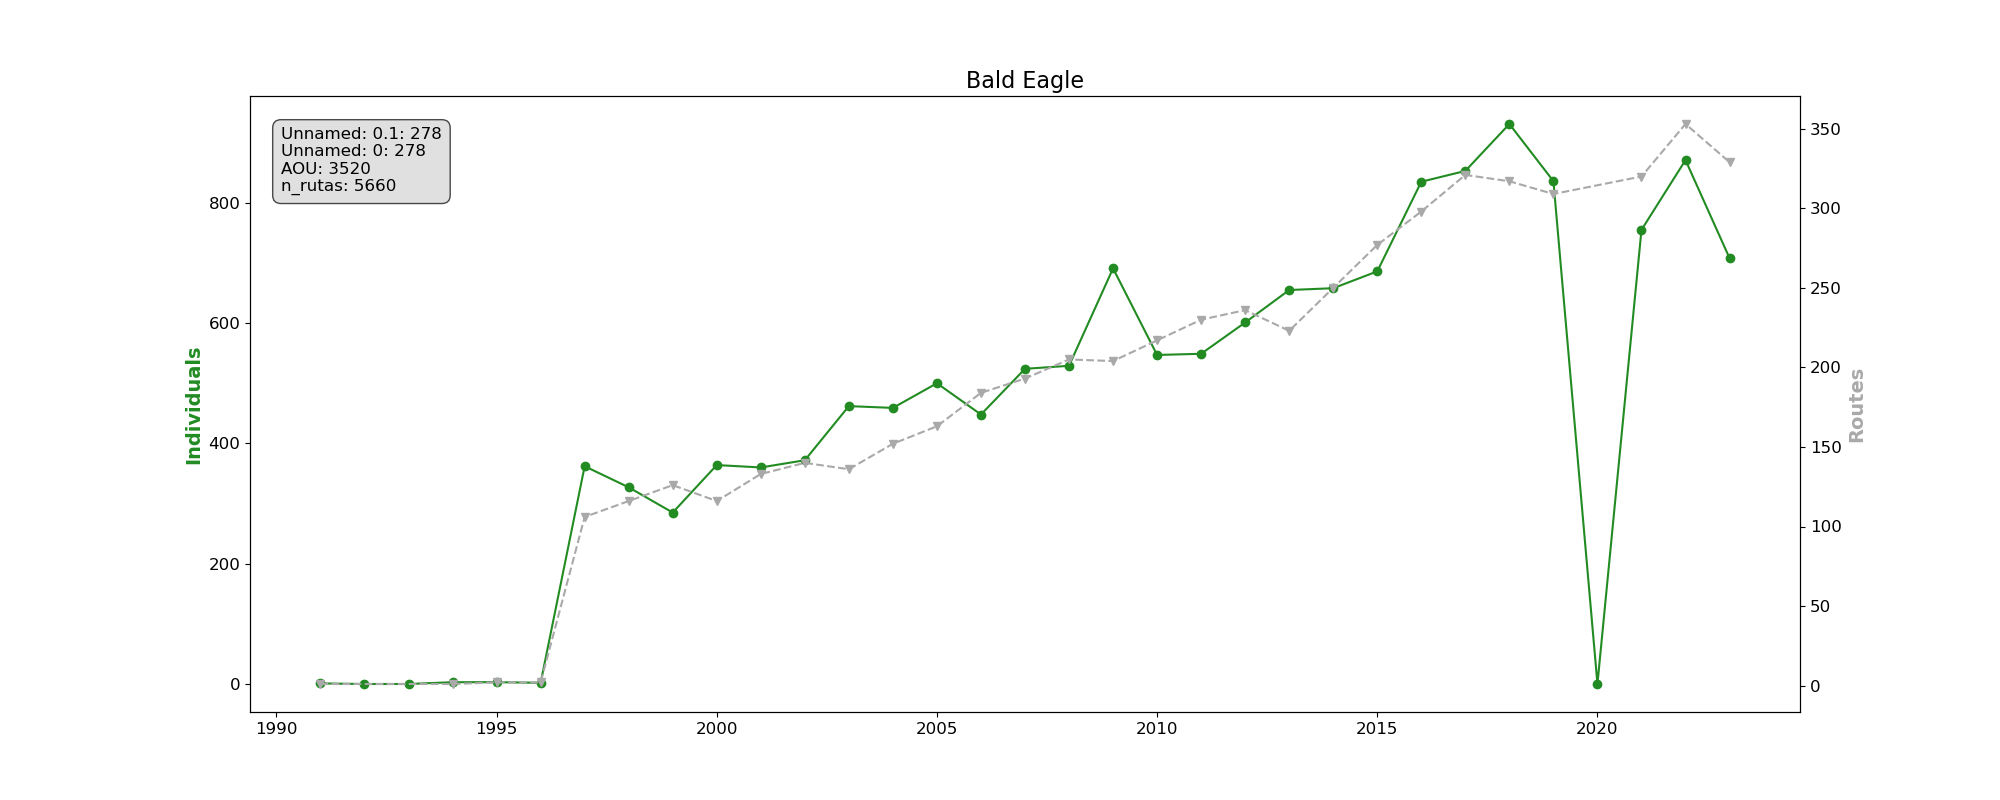 Bald Eagle
Unnamed: 0.1: 278
Unnamed: 0: 278
AOU: 3520
n_rutas: 5660
Individuals
800
600
400
200
0
350
300
250
200
150
100
50
0
Routes
1990 1995 2000 2005 2010 2015 2020